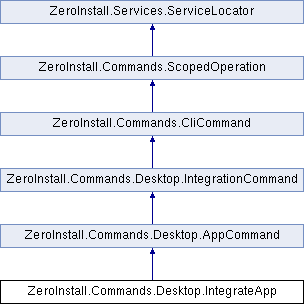 ZeroInstall.Services.ServiceLocator
ZeroInstall.Commands.ScopedOperation
ZeroInstall.Commands.CliCommand
ZeroInstall.Commands.Desktop.IntegrationCommand
ZeroInstall.Commands.Desktop.AppCommand
ZeroInstall.Commands.Desktop.IntegrateApp